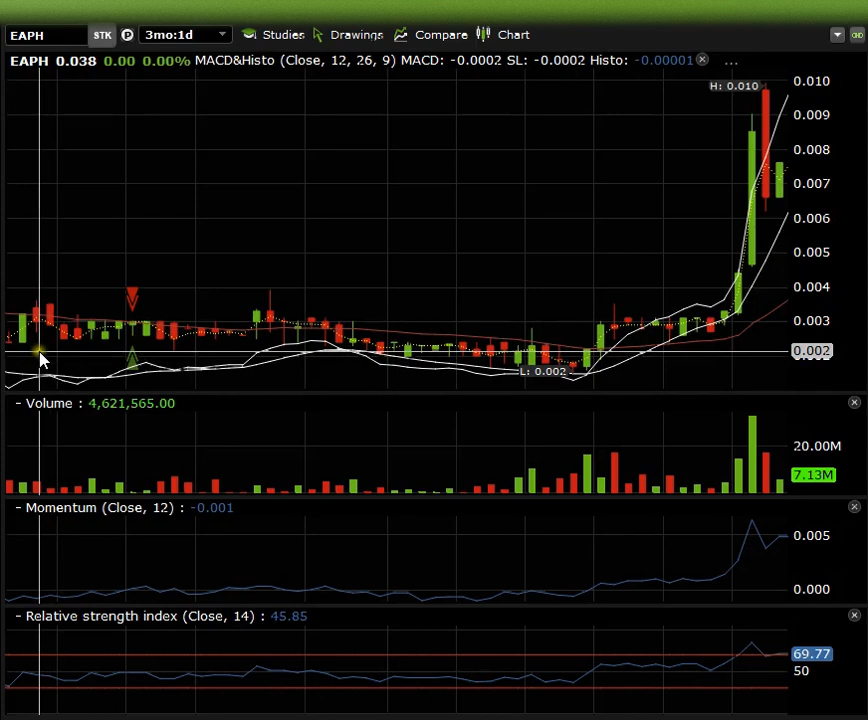 EAPH STK P 3mo:1d Studies Drawings Compare Chart
EAPH 0.038 0.00 0.00% MACD&Histo (Close, 12, 26, 9) MACD: -0.0002 SL: -0.0002 Histo: -0.00001 ...
H: 0.010
0.010
0.009
0.008
0.007
0.006
0.005
0.004
0.003
0.002
L: 0.002
- Volume : 4,621,565.00
20.00M
7.13M
- Momentum (Close, 12) : -0.001
0.005
0.000
- Relative strength index (Close, 14) : 45.85
69.77
50